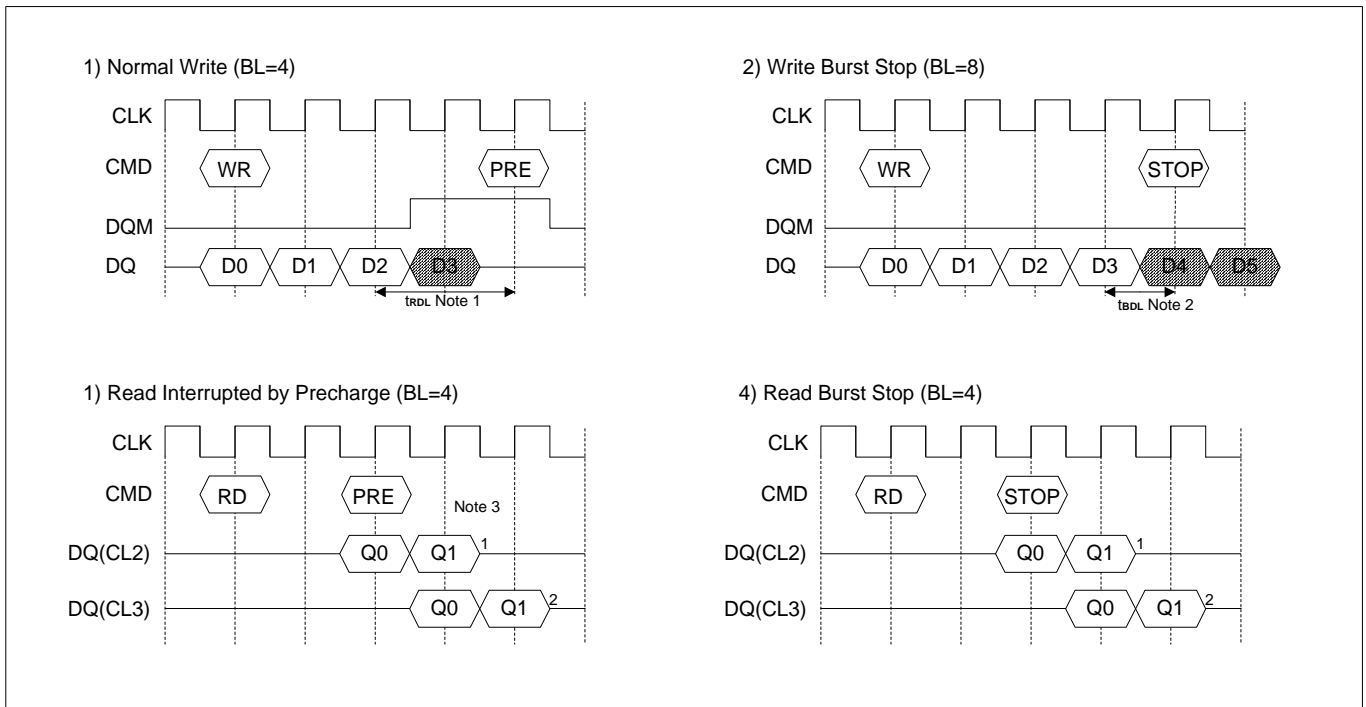 1) Normal Write (BL=4)
CLK
CMD
WR
PRE
DQM
DQ
D0
D1
D2
D3
tRDL Note 1
2) Write Burst Stop (BL=8)
CLK
CMD
WR
STOP
DQM
DQ
D0
D1
D2
D3
D4
D5
tBDL Note 2
1) Read Interrupted by Precharge (BL=4)
CLK
CMD
RD
PRE
Note 3
DQ(CL2)
Q0
Q1
1
DQ(CL3)
Q0
Q1
2
4) Read Burst Stop (BL=4)
CLK
CMD
RD
STOP
DQ(CL2)
Q0
Q1
1
DQ(CL3)
Q0
Q1
2